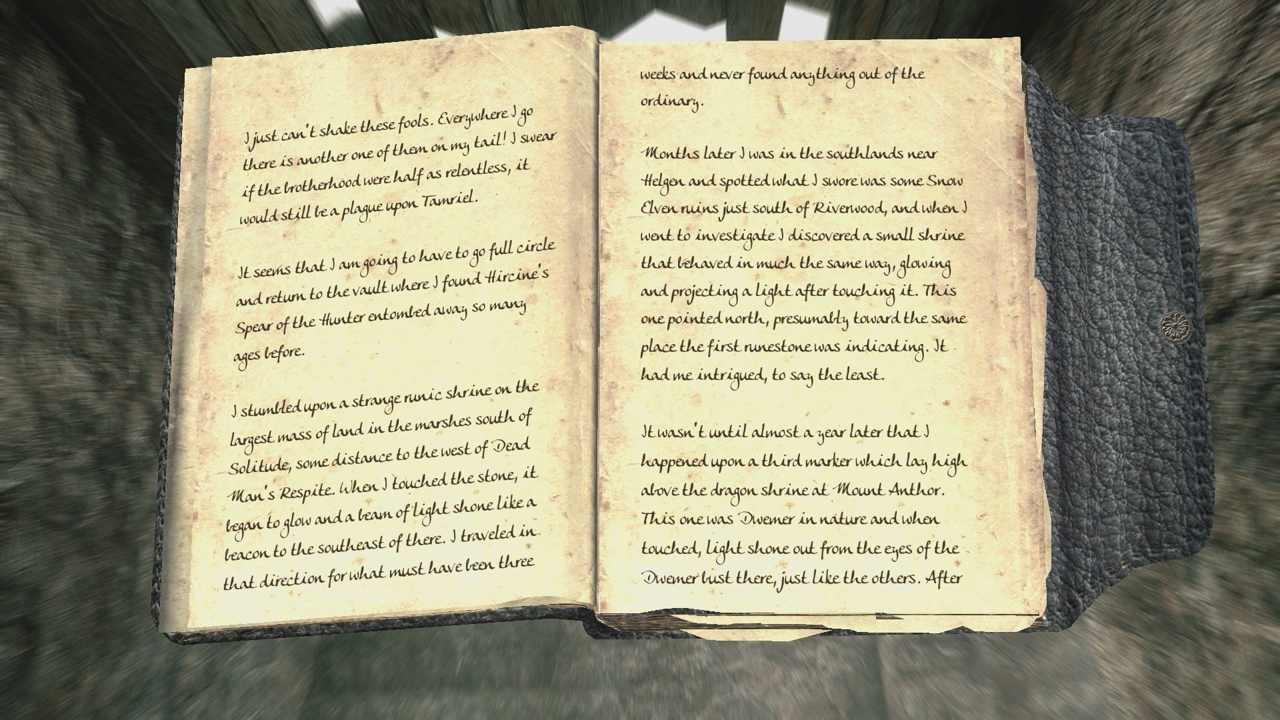 I just can't shake these fools. Everywhere I go
there is another one of them on my tail! I swear
if the brotherhood were half as relentless, it
would still be a plague upon Tamriel.
It seems that I am going to have to go full circle
and return to the vault where I found Hircine's
Spear of the Hunter entombed away so many
ages before.
I stumbled upon a strange runic shrine on the
largest mass of land in the marshes south of
Solitude, some distance to the west of Dead
Man's Respite. When I touched the stone, it
began to glow and a beam of light shone like a
beacon to the southeast of there. I traveled in
that direction for what must have been three
weeks and never found anything out of the
ordinary.
Months later I was in the southlands near
Helgen and spotted what I swore was some Snow
Elven ruins just south of Riverwood, and when I
went to investigate I discovered a small shrine
that behaved in much the same way, glowing
and projecting a light after touching it. This
one pointed north, presumably toward the same
place the first runestone was indicating. It
had me intrigued, to say the least.
It wasn't until almost a year later that I
happened upon a third marker which lay high
above the dragon shrine at Mount Anthor.
This one was Dwemer in nature and when
touched, light shone out from the eyes of the
Dwemer bust there, just like the others. After